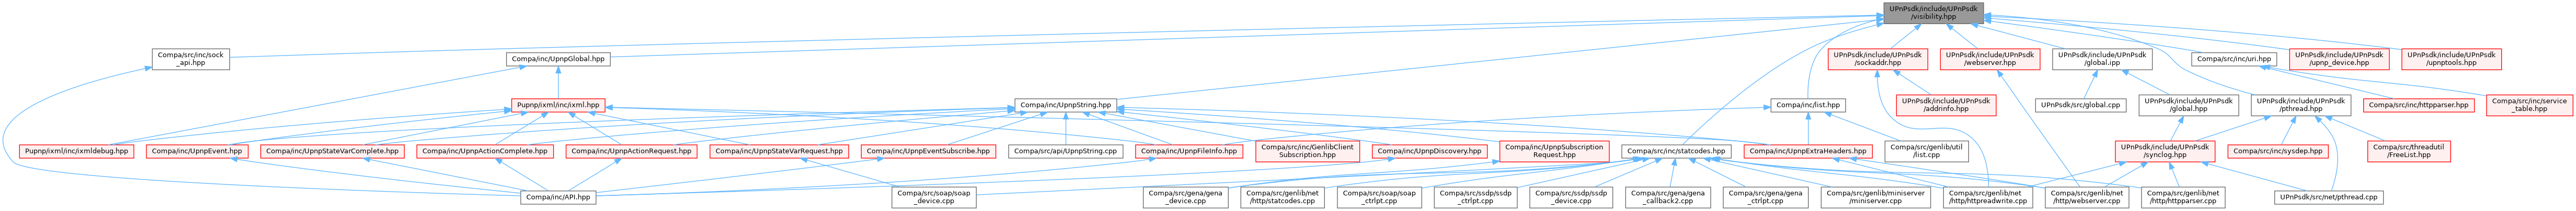 UPnPsdk/include/UPnPsdk
/visibility.hpp
Compa/src/inc/sock
_api.hpp
Compa/inc/UpnpGlobal.hpp
UPnPsdk/include/UPnPsdk
/sockaddr.hpp
UPnPsdk/include/UPnPsdk
/webserver.hpp
UPnPsdk/include/UPnPsdk
/global.ipp
Compa/src/inc/uri.hpp
UPnPsdk/include/UPnPsdk
/upnp_device.hpp
UPnPsdk/include/UPnPsdk
/upnptools.hpp
Pupnp/ixml/inc/ixml.hpp
Compa/inc/UpnpString.hpp
Compa/inc/list.hpp
UPnPsdk/include/UPnPsdk
/addrinfo.hpp
UPnPsdk/src/global.cpp
UPnPsdk/include/UPnPsdk
/global.hpp
UPnPsdk/include/UPnPsdk
/pthread.hpp
Compa/src/inc/httpparser.hpp
Compa/src/inc/service
_table.hpp
Pupnp/ixml/inc/ixmldebug.hpp
Compa/inc/UpnpEvent.hpp
Compa/inc/UpnpStateVarComplete.hpp
Compa/inc/UpnpActionComplete.hpp
Compa/inc/UpnpActionRequest.hpp
Compa/inc/UpnpStateVarRequest.hpp
Compa/inc/UpnpEventSubscribe.hpp
Compa/src/api/UpnpString.cpp
Compa/inc/UpnpFileInfo.hpp
Compa/src/inc/GenlibClient
Subscription.hpp
Compa/inc/UpnpDiscovery.hpp
Compa/inc/UpnpSubscription
Request.hpp
Compa/src/inc/statcodes.hpp
Compa/inc/UpnpExtraHeaders.hpp
Compa/src/genlib/util
/list.cpp
UPnPsdk/include/UPnPsdk
/synclog.hpp
Compa/src/inc/sysdep.hpp
Compa/src/threadutil
/FreeList.hpp
Compa/inc/API.hpp
Compa/src/soap/soap
_device.cpp
Compa/src/gena/gena
_device.cpp
Compa/src/genlib/net
/http/statcodes.cpp
Compa/src/soap/soap
_ctrlpt.cpp
Compa/src/ssdp/ssdp
_ctrlpt.cpp
Compa/src/ssdp/ssdp
_device.cpp
Compa/src/gena/gena
_callback2.cpp
Compa/src/gena/gena
_ctrlpt.cpp
Compa/src/genlib/miniserver
/miniserver.cpp
Compa/src/genlib/net
/http/httpreadwrite.cpp
Compa/src/genlib/net
/http/webserver.cpp
Compa/src/genlib/net
/http/httpparser.cpp
UPnPsdk/src/net/pthread.cpp